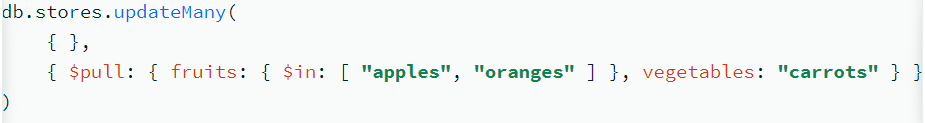 db.stores.updateMany(
    { },
    { $pull: { fruits: { $in: [ "apples", "oranges" ] }, vegetables: "carrots" } }
)